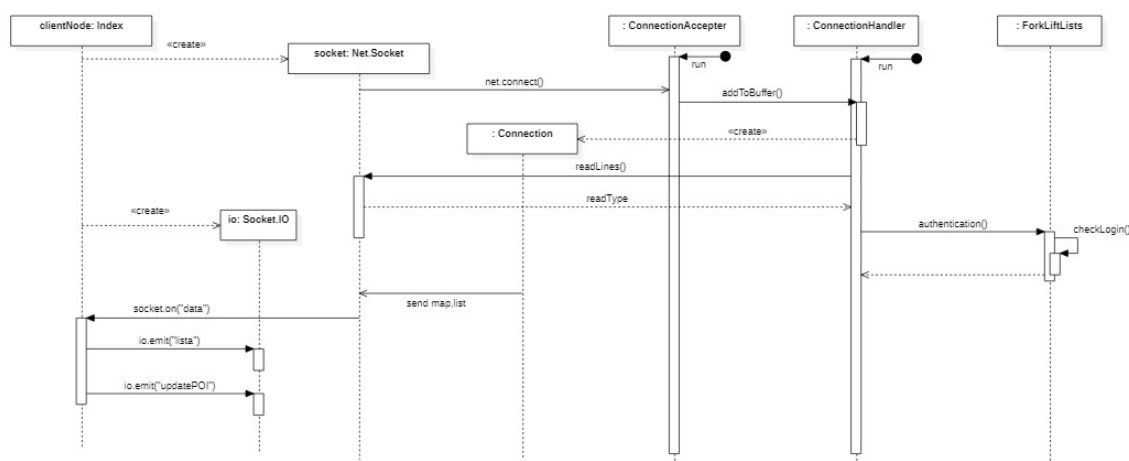 clientNode: Index
: ConnectionAccepter
: ConnectionHandler
: ForkLiftLists
«create»
socket: Net.Socket
run
run
net.connect()
addToBuffer()
: Connection
«create»
readLines()
readType
«create»
io: Socket.IO
authentication()
checkLogin()
send map,list
socket.on("data")
io.emit("lista")
io.emit("updatePOI")